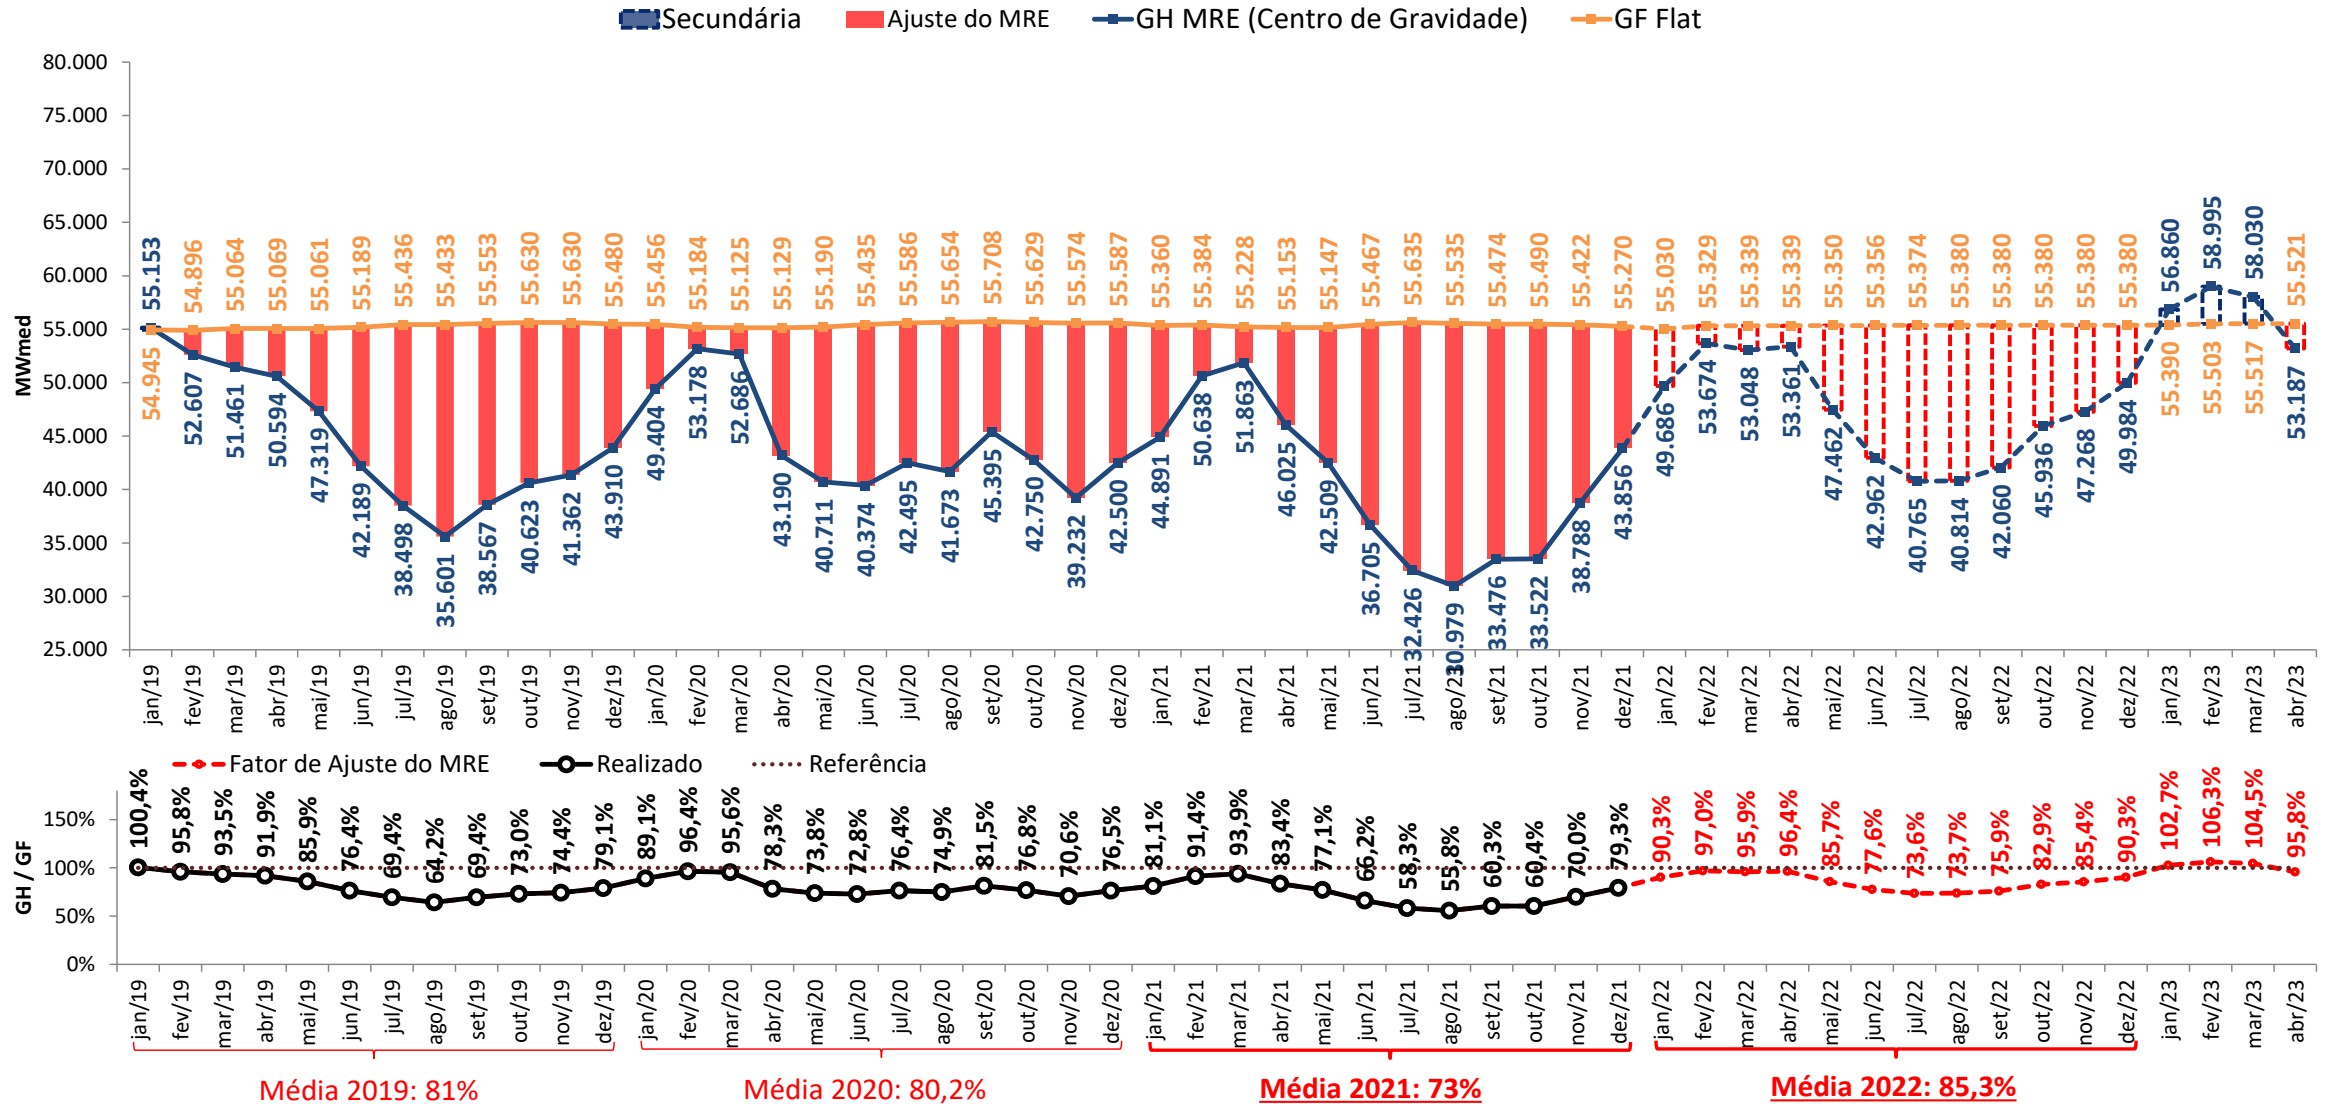 Secundária Ajuste do MRE GH MRE (Centro de Gravidade) GF Flat
MWmed
80.000
75.000
70.000
65.000
60.000
55.000
50.000
45.000
40.000
35.000
30.000
25.000
55.153 54.896 55.064 55.069 55.061 55.189 55.436 55.433 55.553 55.630 55.630 55.480 55.456 55.184 55.125 55.129 55.190 55.435 55.586 55.654 55.708 55.629 55.574 55.587 55.360 55.384 55.228 55.153 55.147 55.467 55.635 55.535 55.474 55.490 55.422 55.270 55.030 55.329 55.339 55.339 55.350 55.356 55.374 55.380 55.380 55.380 55.380 55.380 56.860 58.995 58.030 55.521
54.945 52.607 51.461 50.594 47.319 42.189 38.498 35.601 38.567 40.623 41.362 43.910 49.404 53.178 52.686 43.190 40.711 40.374 42.495 41.673 45.395 42.750 39.232 42.500 44.891 50.638 51.863 46.025 42.509 36.705 32.426 30.979 33.476 33.522 38.788 43.856 49.686 53.674 53.048 53.361 47.462 42.962 40.765 40.814 42.060 45.936 47.268 49.984 55.390 55.503 55.517 53.187
jan/19 fev/19 mar/19 abr/19 mai/19 jun/19 jul/19 ago/19 set/19 out/19 nov/19 dez/19 jan/20 fev/20 mar/20 abr/20 mai/20 jun/20 jul/20 ago/20 set/20 out/20 nov/20 dez/20 jan/21 fev/21 mar/21 abr/21 mai/21 jun/21 jul/21 ago/21 set/21 out/21 nov/21 dez/21 jan/22 fev/22 mar/22 abr/22 mai/22 jun/22 jul/22 ago/22 set/22 out/22 nov/22 dez/22 jan/23 fev/23 mar/23 abr/23
Fator de Ajuste do MRE Realizado Referência
GH / GF
150%
100%
50%
0%
100,4% 95,8% 93,5% 91,9% 85,9% 76,4% 69,4% 64,2% 69,4% 73,0% 74,4% 79,1% 89,1% 96,4% 95,6% 78,3% 73,8% 72,8% 76,4% 74,9% 81,5% 76,8% 70,6% 76,5% 81,1% 91,4% 93,9% 83,4% 77,1% 66,2% 58,3% 55,8% 60,3% 60,4% 70,0% 79,3% 90,3% 97,0% 95,9% 96,4% 85,7% 77,6% 73,6% 73,7% 75,9% 82,9% 85,4% 90,3% 102,7% 106,3% 104,5% 95,8%
jan/19 fev/19 mar/19 abr/19 mai/19 jun/19 jul/19 ago/19 set/19 out/19 nov/19 dez/19 jan/20 fev/20 mar/20 abr/20 mai/20 jun/20 jul/20 ago/20 set/20 out/20 nov/20 dez/20 jan/21 fev/21 mar/21 abr/21 mai/21 jun/21 jul/21 ago/21 set/21 out/21 nov/21 dez/21 jan/22 fev/22 mar/22 abr/22 mai/22 jun/22 jul/22 ago/22 set/22 out/22 nov/22 dez/22 jan/23 fev/23 mar/23 abr/23
Média 2019: 81% Média 2020: 80,2% Média 2021: 73% Média 2022: 85,3%